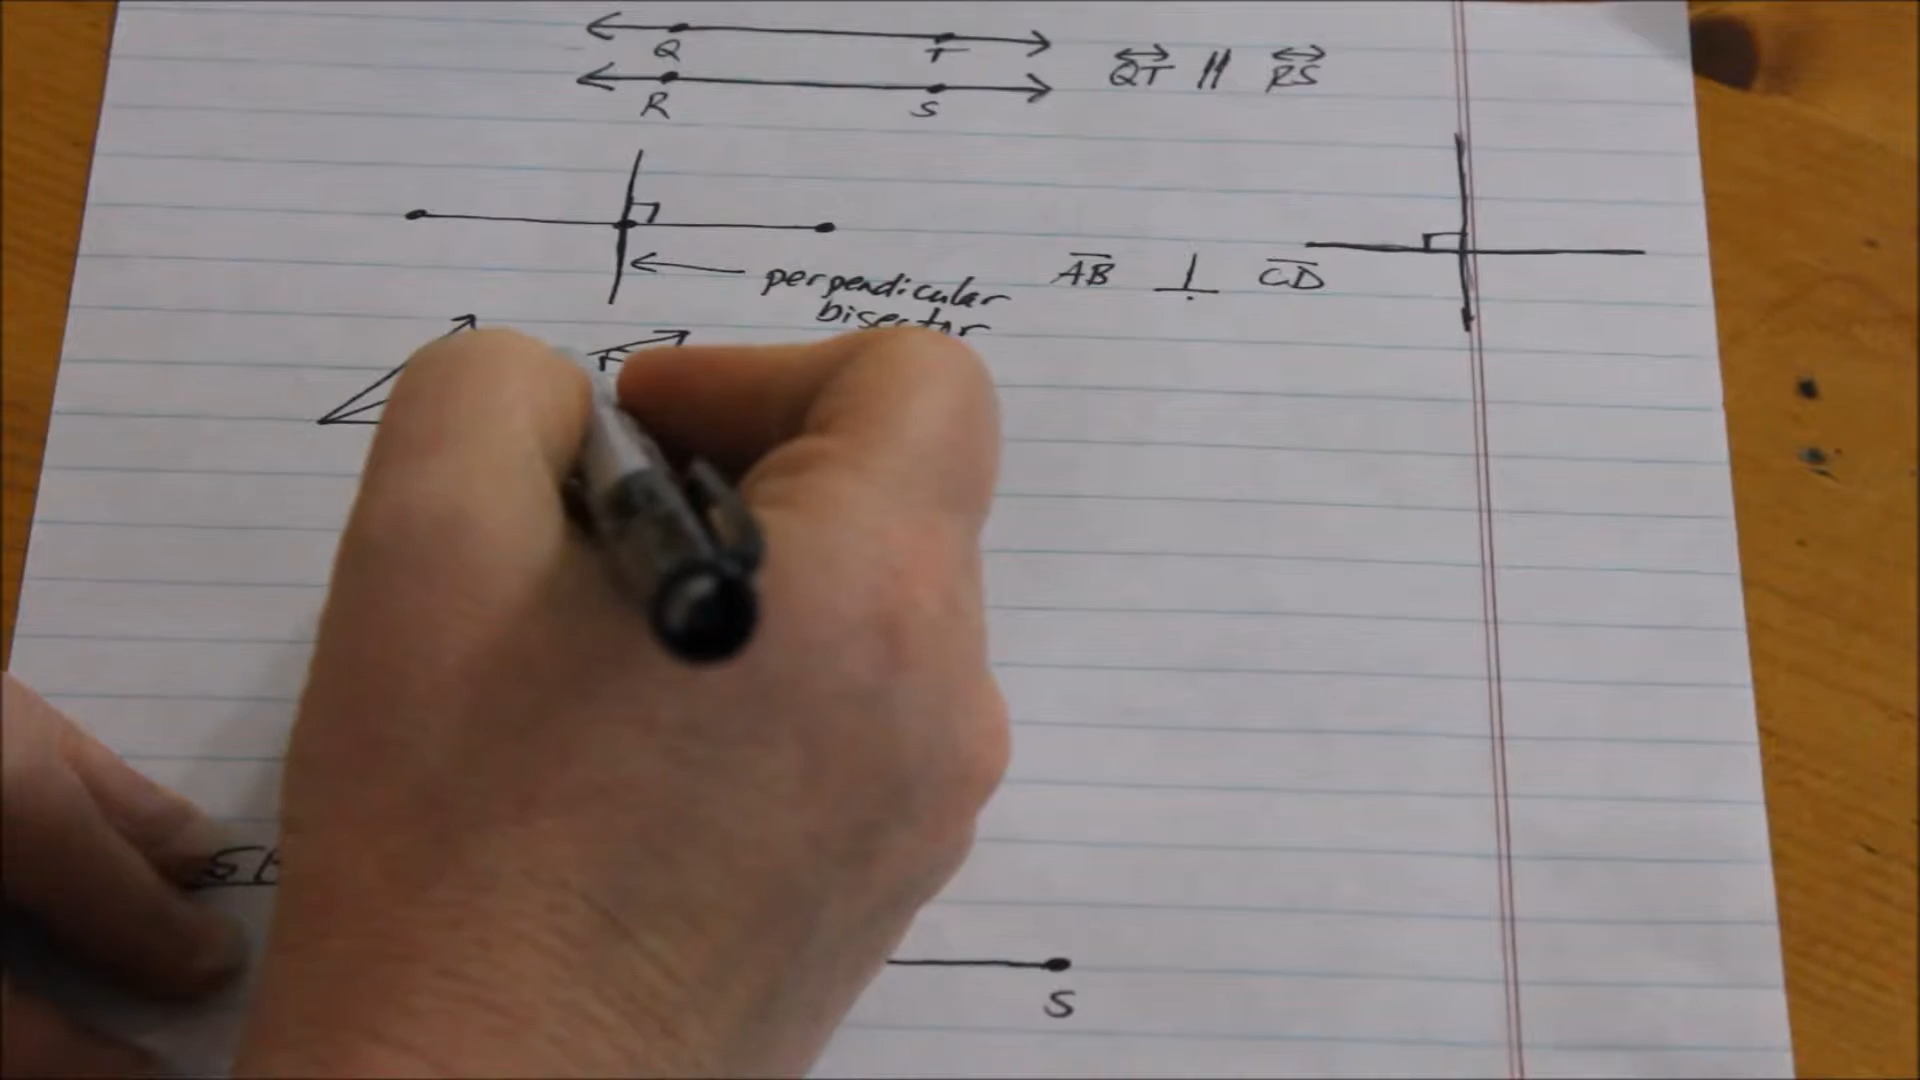 Q T
R S
QT || RS
AB ⊥ CD
perpendicular
bisector
F
S